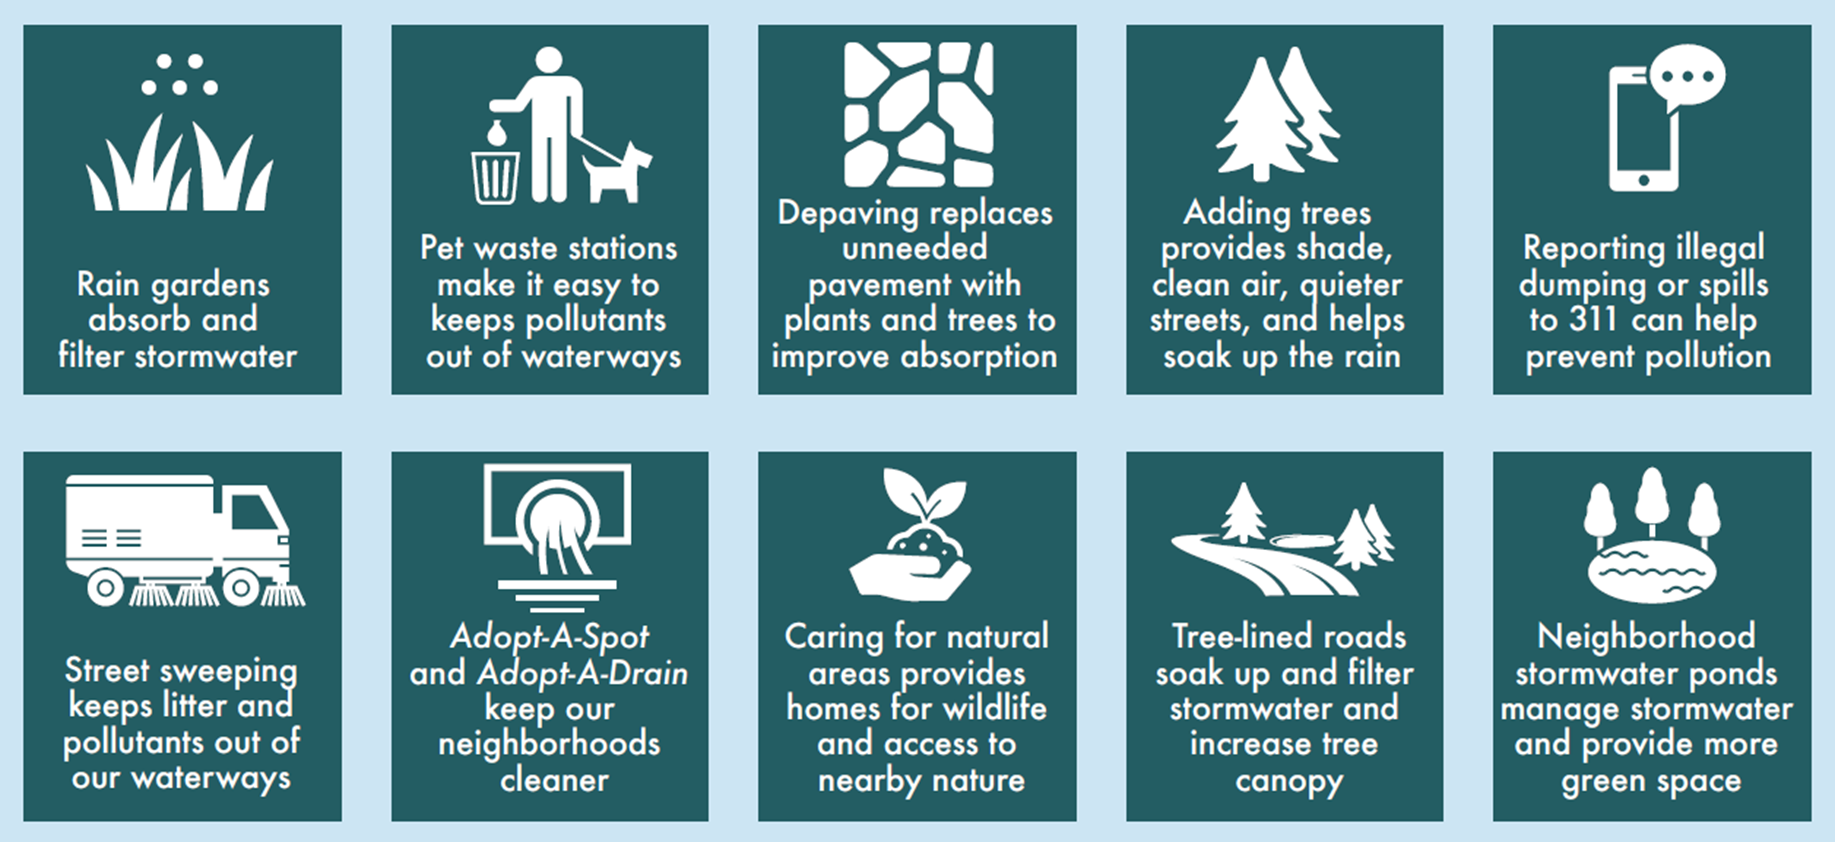 Rain gardens
absorb and
filter stormwater
Pet waste stations
make it easy to
keeps pollutants
out of waterways
Depaving replaces
unneeded
pavement with
plants and trees to
improve absorption
Adding trees
provides shade,
clean air, quieter
streets, and helps
soak up the rain
Reporting illegal
dumping or spills
to 311 can help
prevent pollution
Street sweeping
keeps litter and
pollutants out of
our waterways
Adopt-A-Spot
and Adopt-A-Drain
keep our
neighborhoods
cleaner
Caring for natural
areas provides
homes for wildlife
and access to
nearby nature
Tree-lined roads
soak up and filter
stormwater and
increase tree
canopy
Neighborhood
stormwater ponds
manage stormwater
and provide more
green space